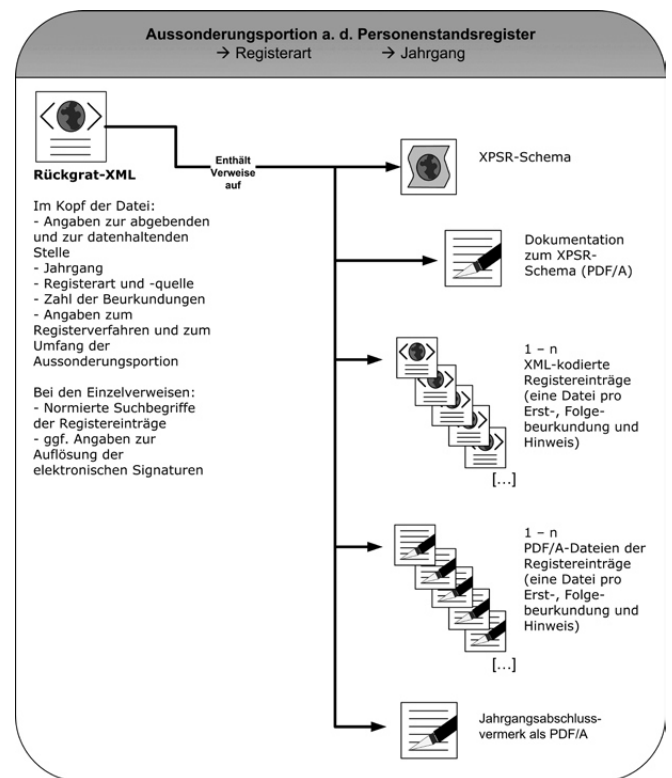 Aussonderungsportion a. d. Personenstandsregister
→ Registerart → Jahrgang
Rückgrat-XML
Im Kopf der Datei:
- Angaben zur abgebenden
und zur datenhaltenden
Stelle
- Jahrgang
- Registerart und -quelle
- Zahl der Beurkundungen
- Angaben zum
Registerverfahren und zum
Umfang der
Aussonderungsportion
Bei den Einzelverweisen:
- Normierte Suchbegriffe
der Registereinträge
- ggf. Angaben zur
Auflösung der
elektronischen Signaturen
Enthält
Verweise
auf
XPSR-Schema
Dokumentation
zum XPSR-
Schema (PDF/A)
1 – n
XML-kodierte
Registereinträge
(eine Datei pro
Erst-, Folge-
beurkundung und
Hinweis)
[...]
1 – n
PDF/A-Dateien der
Registereinträge
(eine Datei pro
Erst-, Folge-
beurkundung und
Hinweis)
[...]
Jahrgangsabschluss-
vermerk als PDF/A